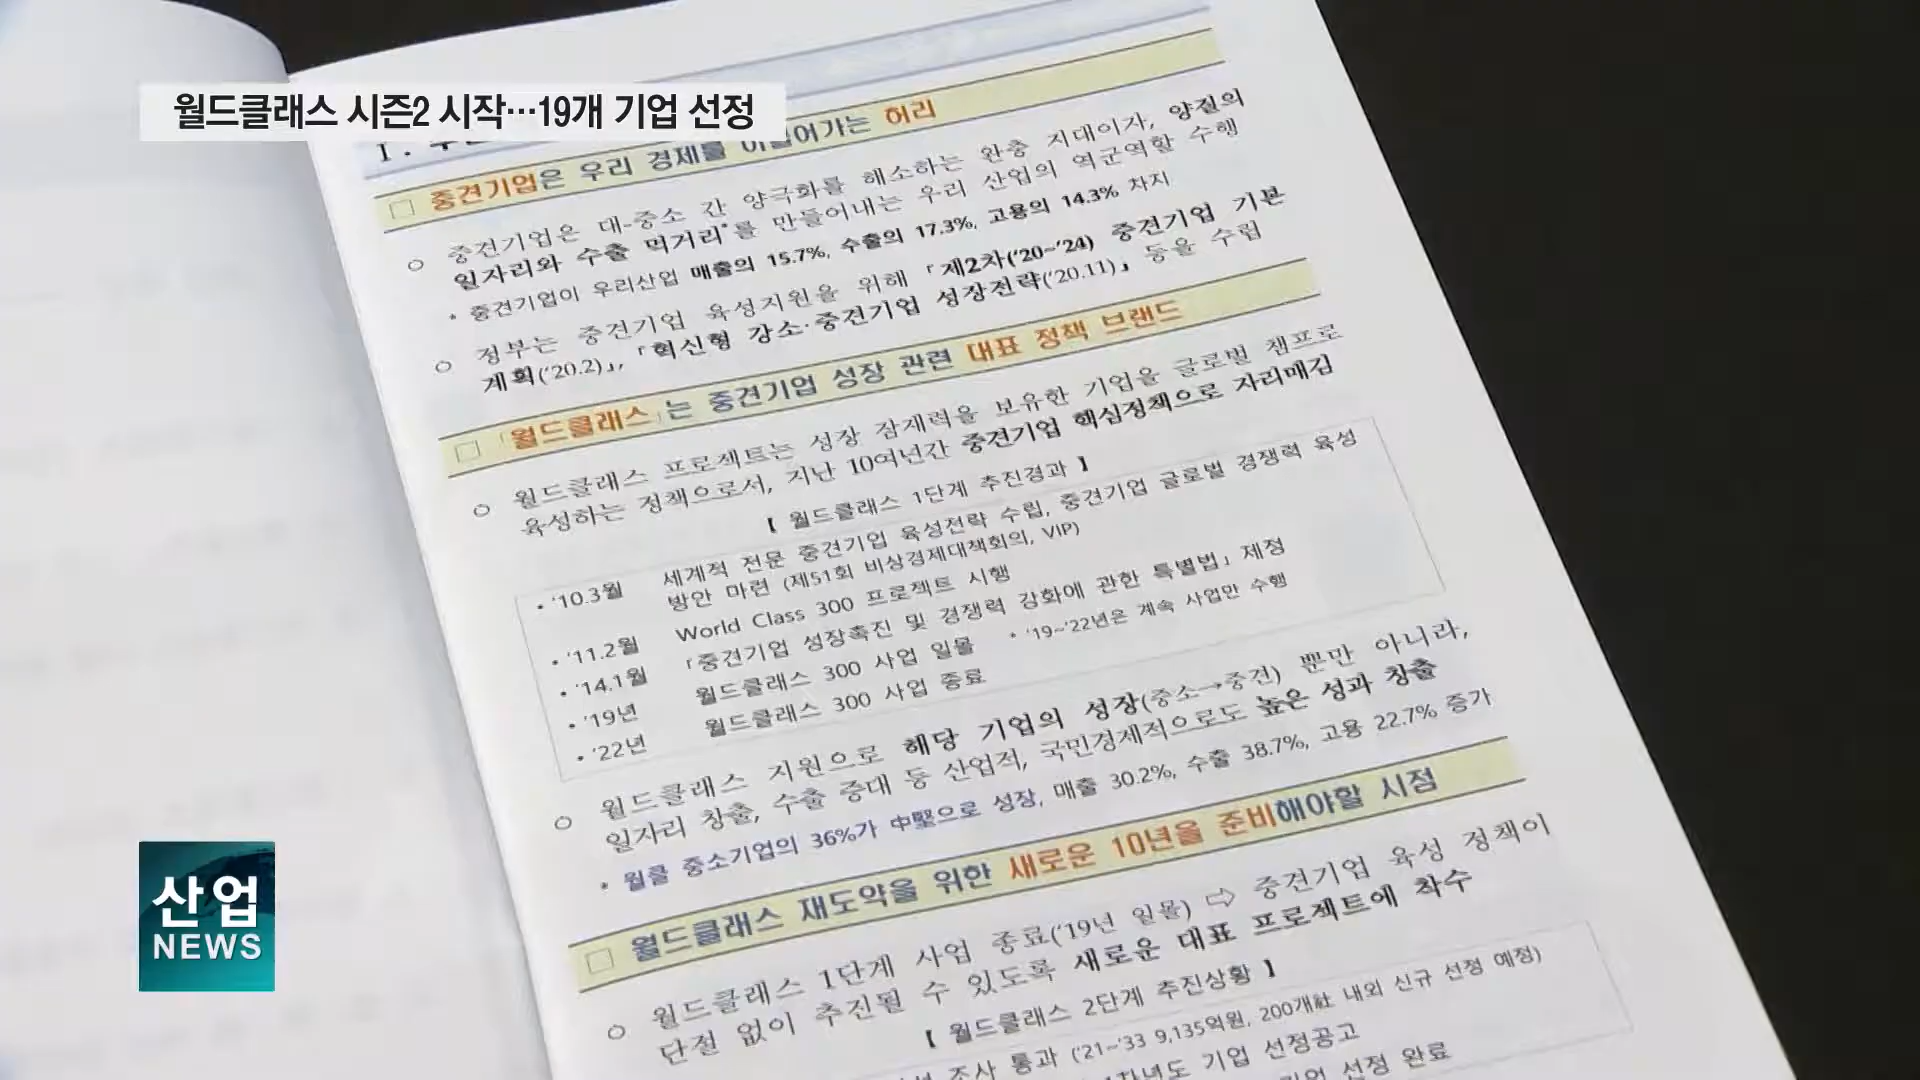 월드클래스 시즌2 시작…19개 기업 선정
Ⅰ.
□ 중견기업은 우리 경제를 이끌어가는 허리
○ 중견기업은 대-중소 간 양극화를 해소하는 완충 지대이자, 양질의
일자리와 수출 먹거리*를 만들어내는 우리 산업의 역군역할 수행
* 중견기업이 우리산업 매출의 15.7%, 수출의 17.3%, 고용의 14.3% 차지
○ 정부는 중견기업 육성지원을 위해 「제2차('20~'24) 중견기업 기본
계획('20.2)」, 「혁신형 강소·중견기업 성장전략('20.11)」 등을 수립
□ 「월드클래스」는 중견기업 성장 관련 대표 정책 브랜드
○ 월드클래스 프로젝트는 성장 잠재력을 보유한 기업을 글로벌 챔프로
육성하는 정책으로서, 지난 10여년간 중견기업 핵심정책으로 자리매김
【 월드클래스 1단계 추진경과 】
• '10.3월 세계적 전문 중견기업 육성전략 수립, 중견기업 글로벌 경쟁력 육성
방안 마련 (제51회 비상경제대책회의, VIP)
• '11.2월 World Class 300 프로젝트 시행
• '14.1월 「중견기업 성장촉진 및 경쟁력 강화에 관한 특별법」 제정
• '19년 월드클래스 300 사업 일몰 * '19~'22년은 계속 사업만 수행
• '22년 월드클래스 300 사업 종료
○ 월드클래스 지원으로 해당 기업의 성장(중소→중견) 뿐만 아니라,
일자리 창출, 수출 증대 등 산업적, 국민경제적으로도 높은 성과 창출
* 월클 중소기업의 36%가 中堅으로 성장, 매출 30.2%, 수출 38.7%, 고용 22.7% 증가
□ 월드클래스 재도약을 위한 새로운 10년을 준비해야할 시점
○ 월드클래스 1단계 사업 종료('19년 일몰) ⇨ 중견기업 육성 정책이
단절 없이 추진될 수 있도록 새로운 대표 프로젝트에 착수
【 월드클래스 2단계 추진상황 】
조사 통과 ('21~'33 9,135억원, 200개社 내외 신규 선정 예정)
1차년도 기업 선정공고
기업 선정 완료
산업
NEWS